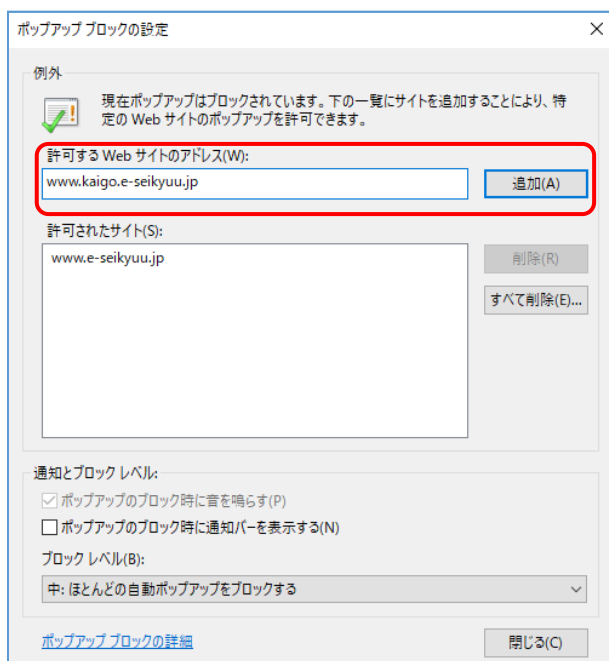 ポップアップ ブロックの設定
例外
現在ポップアップはブロックされています。下の一覧にサイトを追加することにより、特
定の Web サイトのポップアップを許可できます。
許可する Web サイトのアドレス(W):
www.kaigo.e-seikyuu.jp
追加(A)
許可されたサイト(S):
www.e-seikyuu.jp
削除(R)
すべて削除(E)...
通知とブロック レベル:
ポップアップのブロック時に音を鳴らす(P)
ポップアップのブロック時に通知バーを表示する(N)
ブロック レベル(B):
中: ほとんどの自動ポップアップをブロックする
ポップアップ ブロックの詳細
閉じる(C)